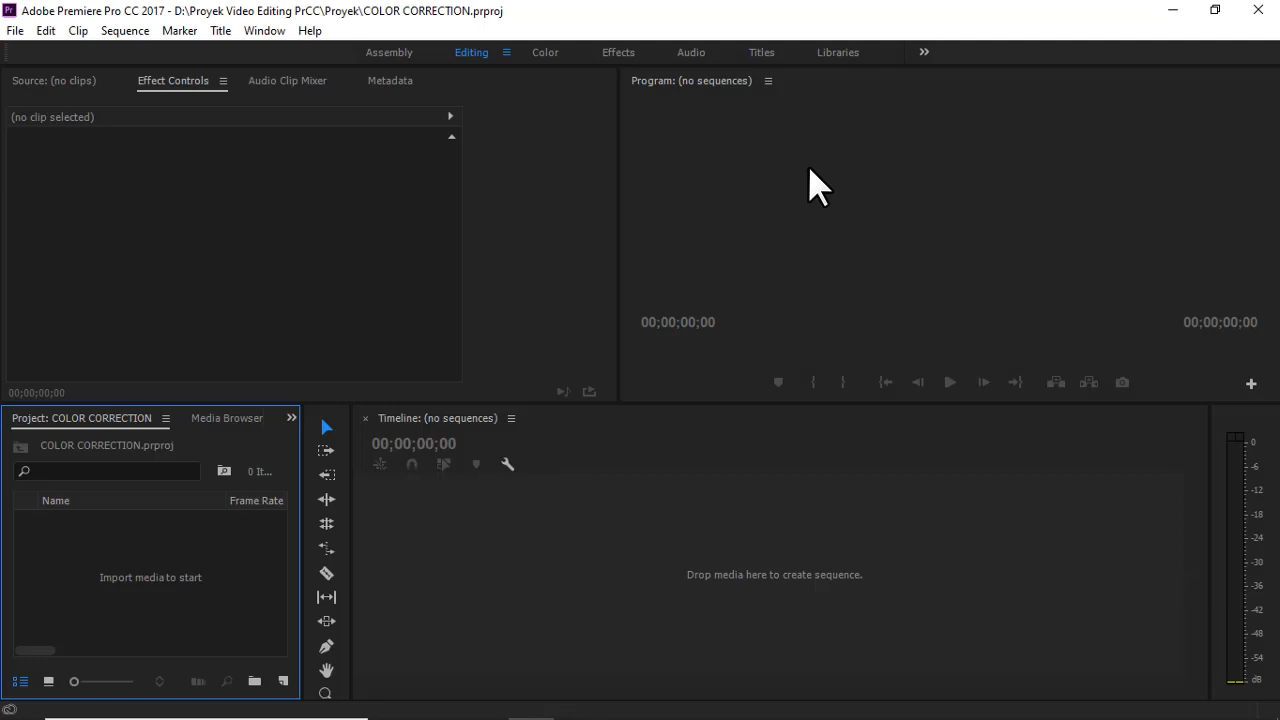 Pr Adobe Premiere Pro CC 2017 - D:\Proyek Video Editing PrCC\Proyek\COLOR CORRECTION.prproj
File Edit Clip Sequence Marker Title Window Help
Assembly Editing Color Effects Audio Titles Libraries
Source: (no clips) Effect Controls Audio Clip Mixer Metadata
Program: (no sequences)
(no clip selected)
00;00;00;00 00;00;00;00
00;00;00;00
Project: COLOR CORRECTION Media Browser
Timeline: (no sequences)
COLOR CORRECTION.prproj
00;00;00;00
0 It...
Name Frame Rate
Import media to start
Drop media here to create sequence.
0
-6
-12
-18
-24
-30
-36
-42
-48
-54
dB